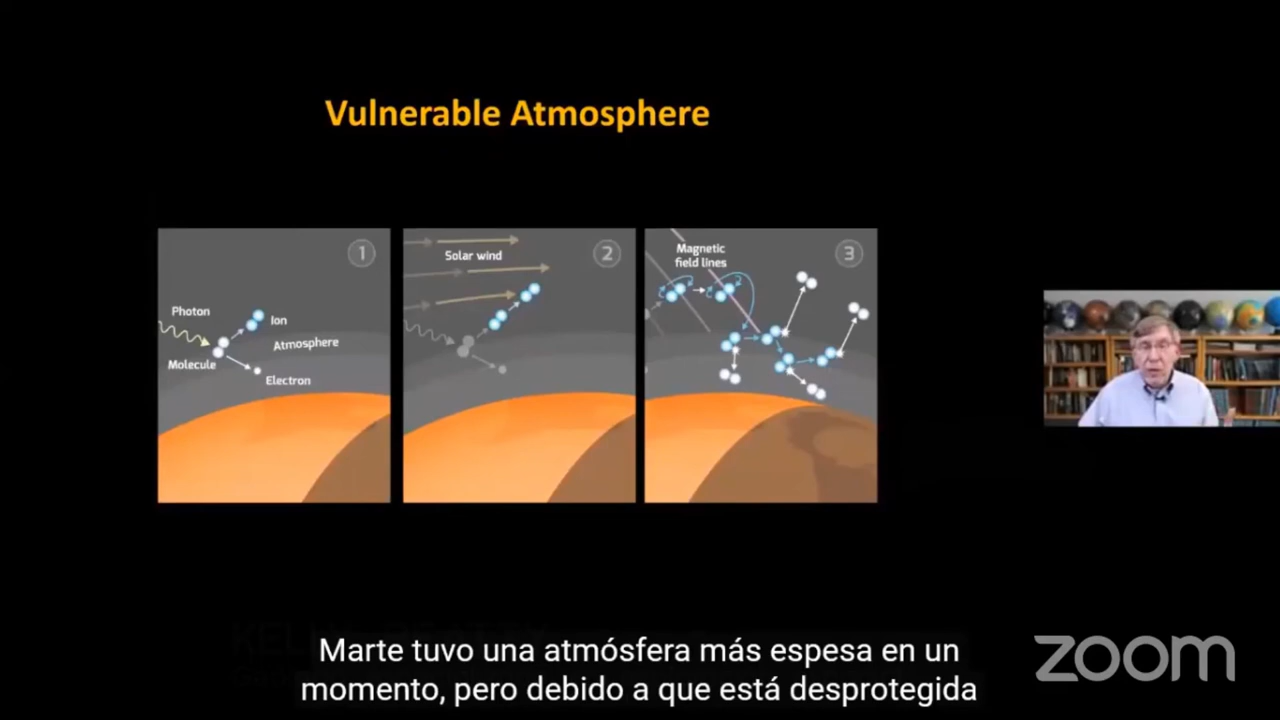 Vulnerable Atmosphere
1
Photon
Ion
Atmosphere
Molecule
Electron
2
Solar wind
3
Magnetic
field lines
Marte tuvo una atmósfera más espesa en un
momento, pero debido a que está desprotegida
zoom